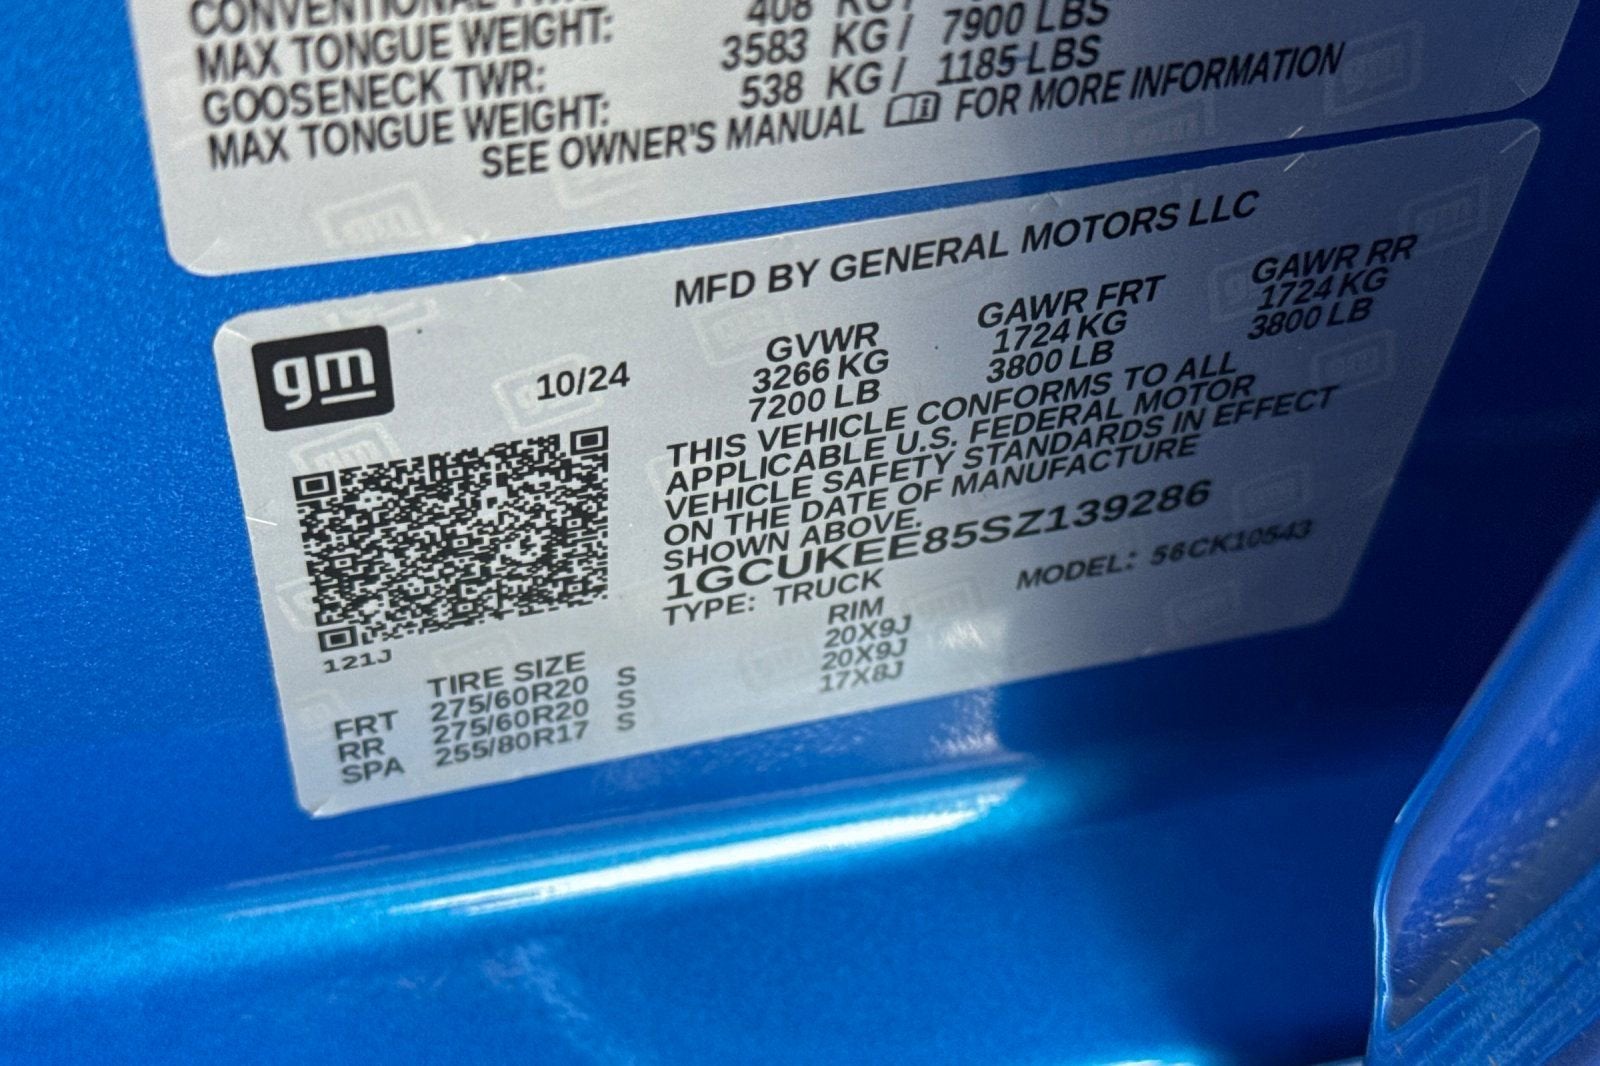 CONVENTIONAL
408 KG/
MAX TONGUE WEIGHT:
3583 KG/ 7900 LBS
GOOSENECK TWR:
538 KG/ 1185 LBS
MAX TONGUE WEIGHT:
SEE OWNER'S MANUAL FOR MORE INFORMATION
MFD BY GENERAL MOTORS LLC
gm
10/24
GVWR GAWR FRT GAWR RR
3266 KG 1724 KG 1724 KG
7200 LB 3800 LB 3800 LB
THIS VEHICLE CONFORMS TO ALL
APPLICABLE U.S. FEDERAL MOTOR
VEHICLE SAFETY STANDARDS IN EFFECT
ON THE DATE OF MANUFACTURE
SHOWN ABOVE.
1GCUKEE85SZ139286
TYPE: TRUCK MODEL: 56CK10543
121J
TIRE SIZE RIM
FRT 275/60R20 S 20X9J
RR 275/60R20 S 20X9J
SPA 255/80R17 S 17X8J